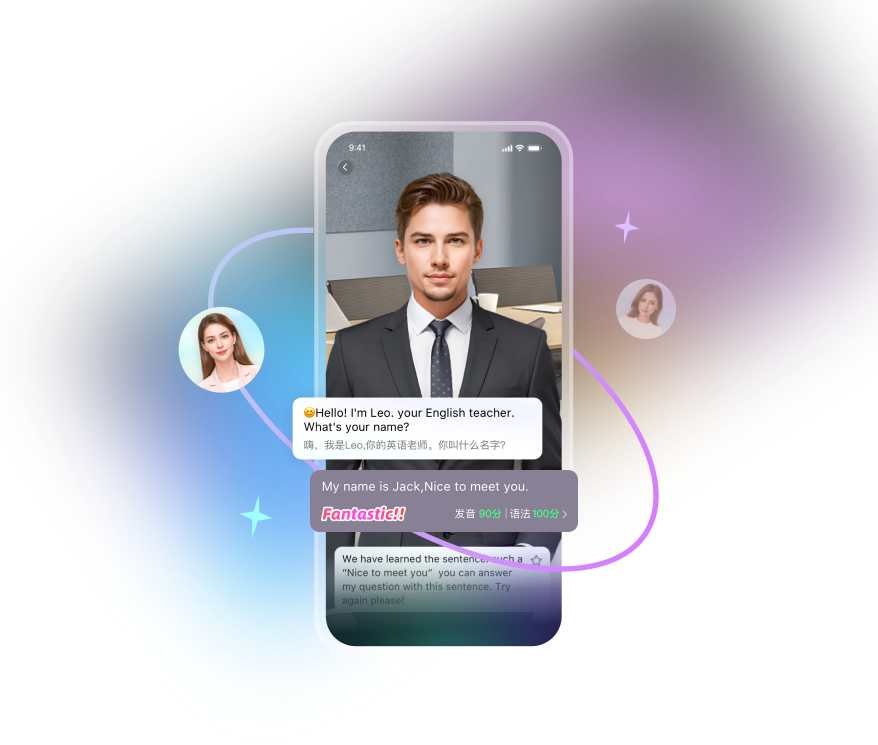 9:41
😊Hello! I'm Leo. your English teacher.
What's your name?
嗨，我是Leo,你的英语老师。你叫什么名字?
My name is Jack,Nice to meet you.
Fantastic!!
发音 90分 | 语法 100分 >
We have learned the sentence, such a
“Nice to meet you” you can answer
my question with this sentence. Try
again please!